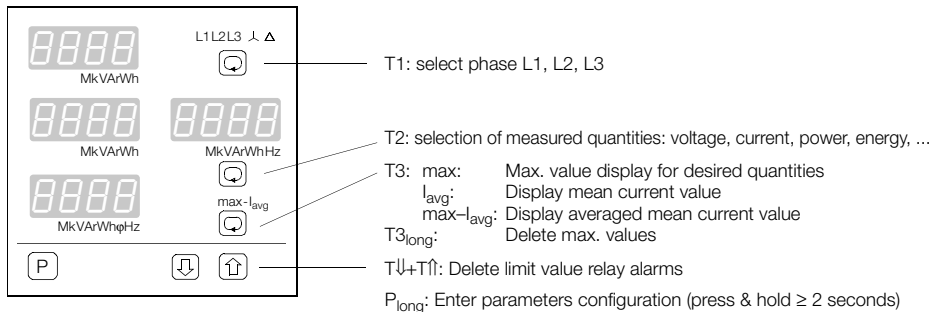 8888
MkVArWh
L1L2L3 ⅄ Δ
T1: select phase L1, L2, L3
8888 8888
MkVArWh MkVArWhHz
T2: selection of measured quantities: voltage, current, power, energy, ...
T3: max: Max. value display for desired quantities
Iavg: Display mean current value
max–Iavg: Display averaged mean current value
T3long: Delete max. values
8888
MkVArWhφHz
max-Iavg
P ⇩ ⇧
T⇓+T⇑: Delete limit value relay alarms
Plong: Enter parameters configuration (press & hold ≥ 2 seconds)